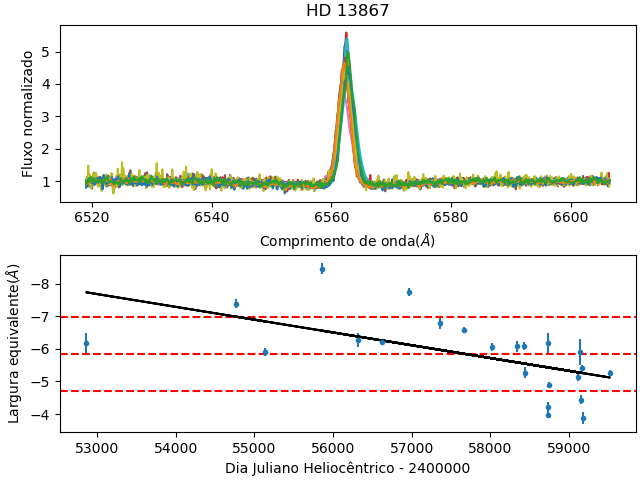 HD 13867
Fluxo normalizado
5
4
3
2
1
6520 6540 6560 6580 6600
Comprimento de onda(Å)
Largura equivalente(Å)
−8
−7
−6
−5
−4
53000 54000 55000 56000 57000 58000 59000
Dia Juliano Heliocêntrico - 2400000